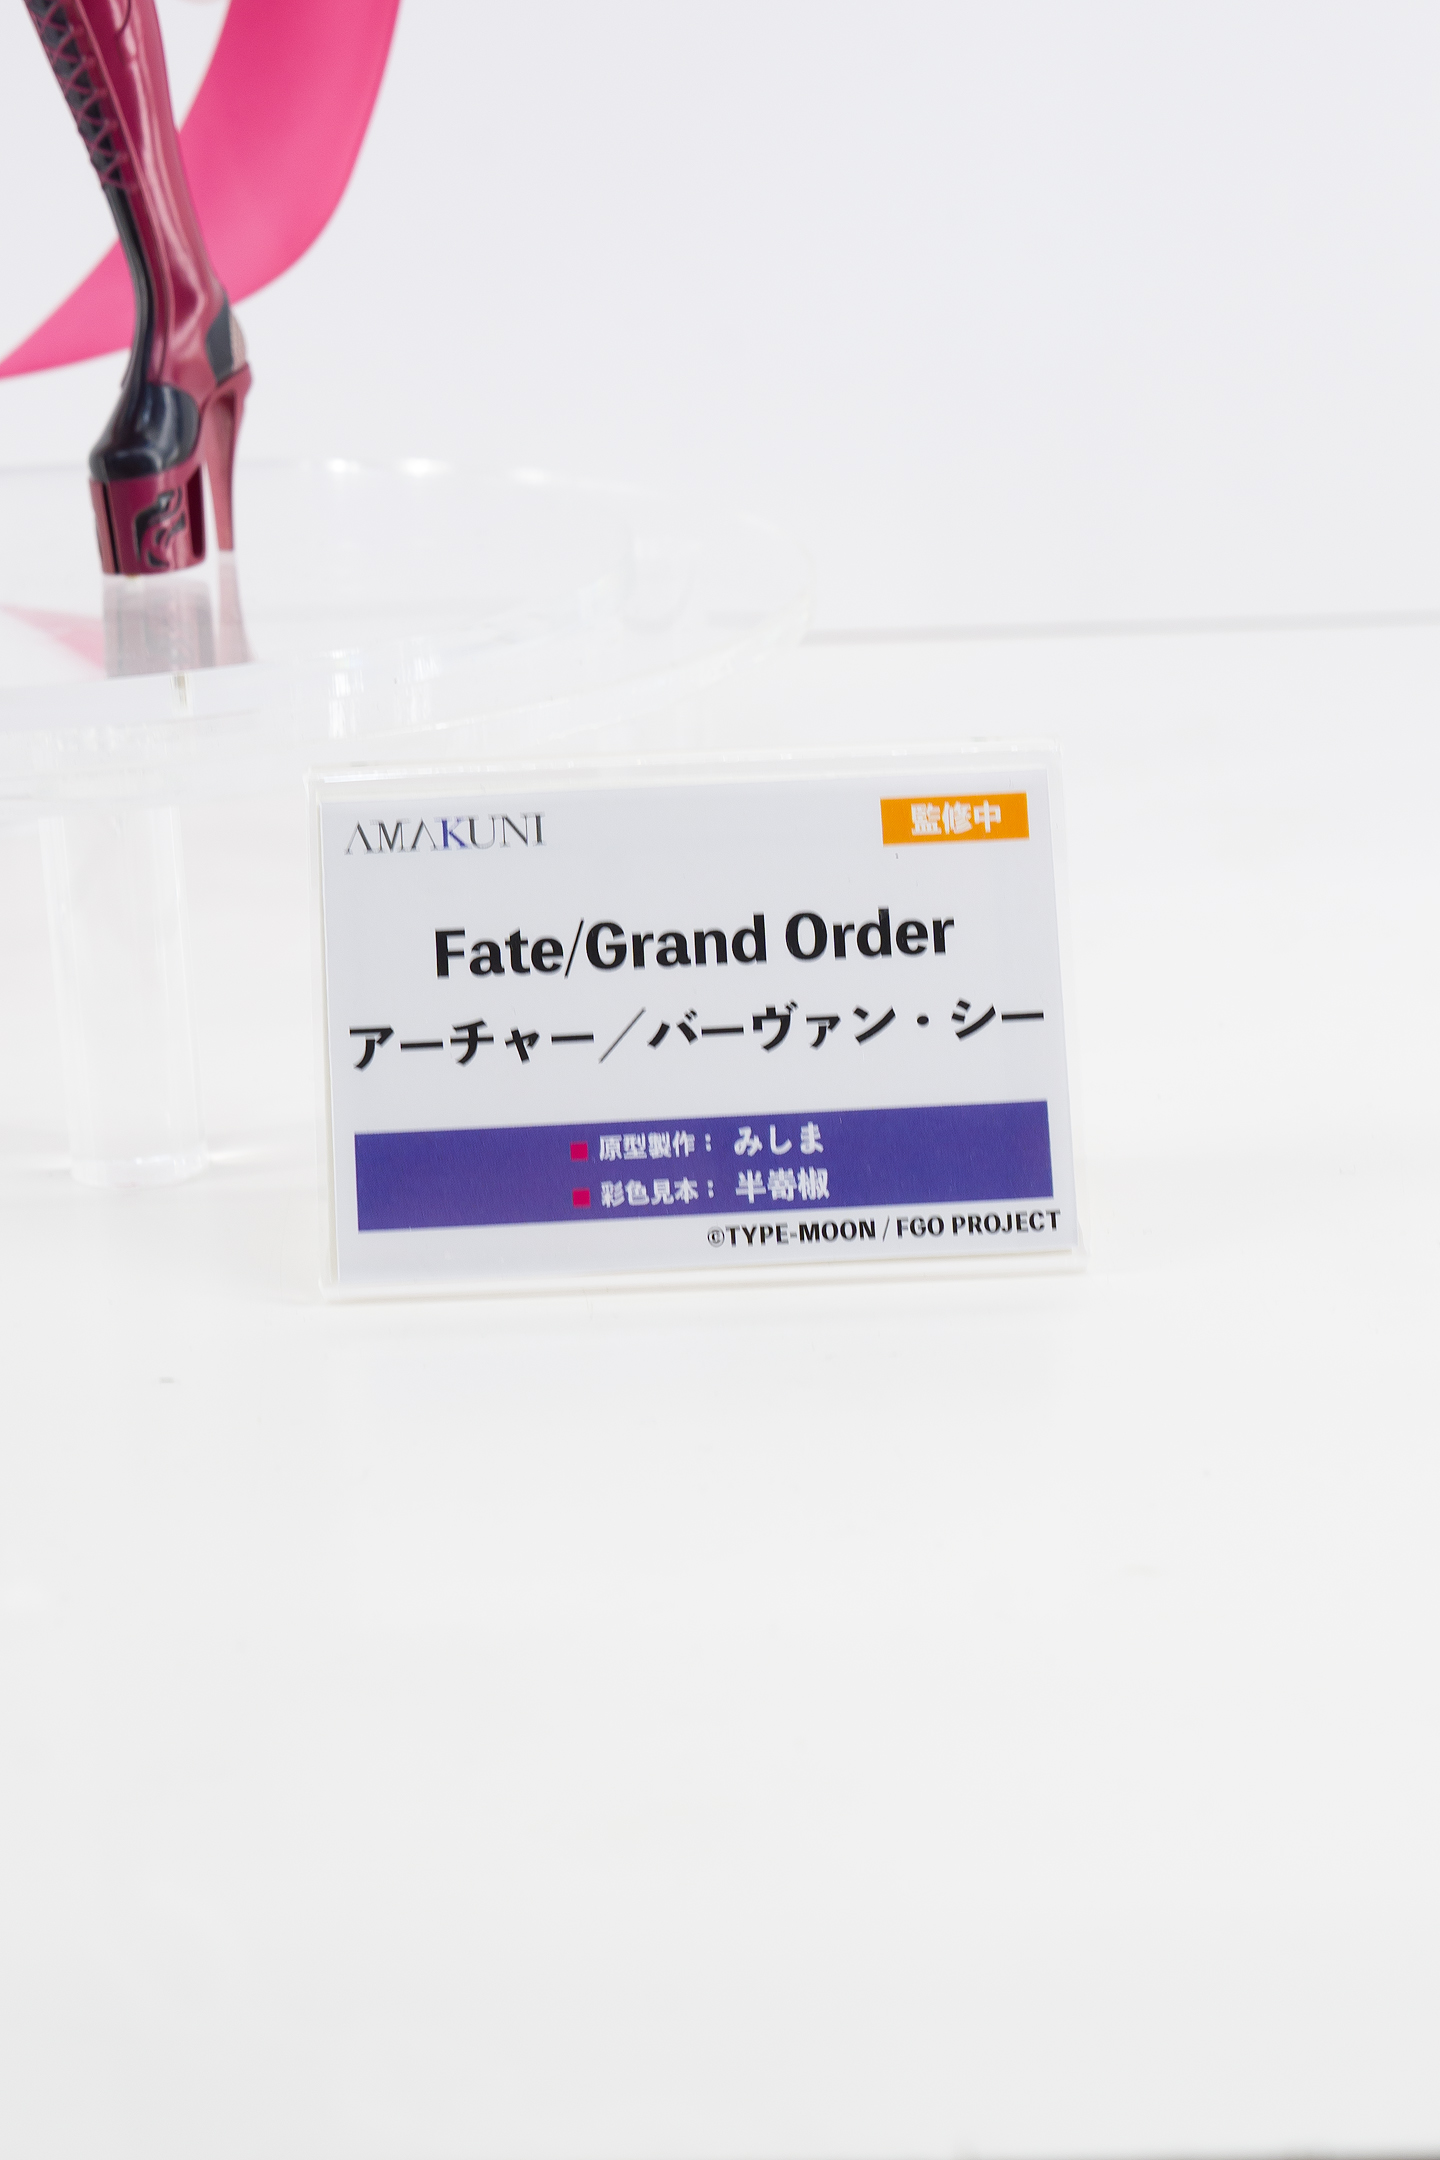 AMAKUNI
監修中
Fate/Grand Order
アーチャー／バーヴァン・シー
■ 原型製作： みしま
■ 彩色見本： 半嵜椒
©TYPE-MOON / FGO PROJECT